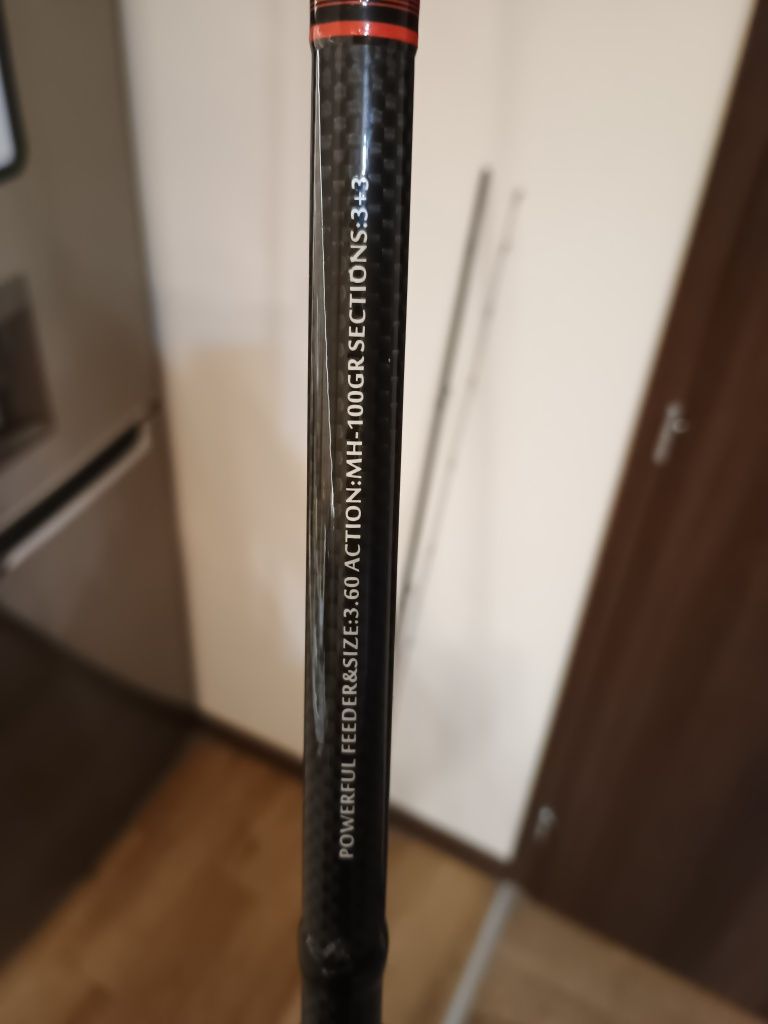 POWERFUL FEEDER&SIZE:3.60 ACTION:MH-100GR SECTIONS:3+3